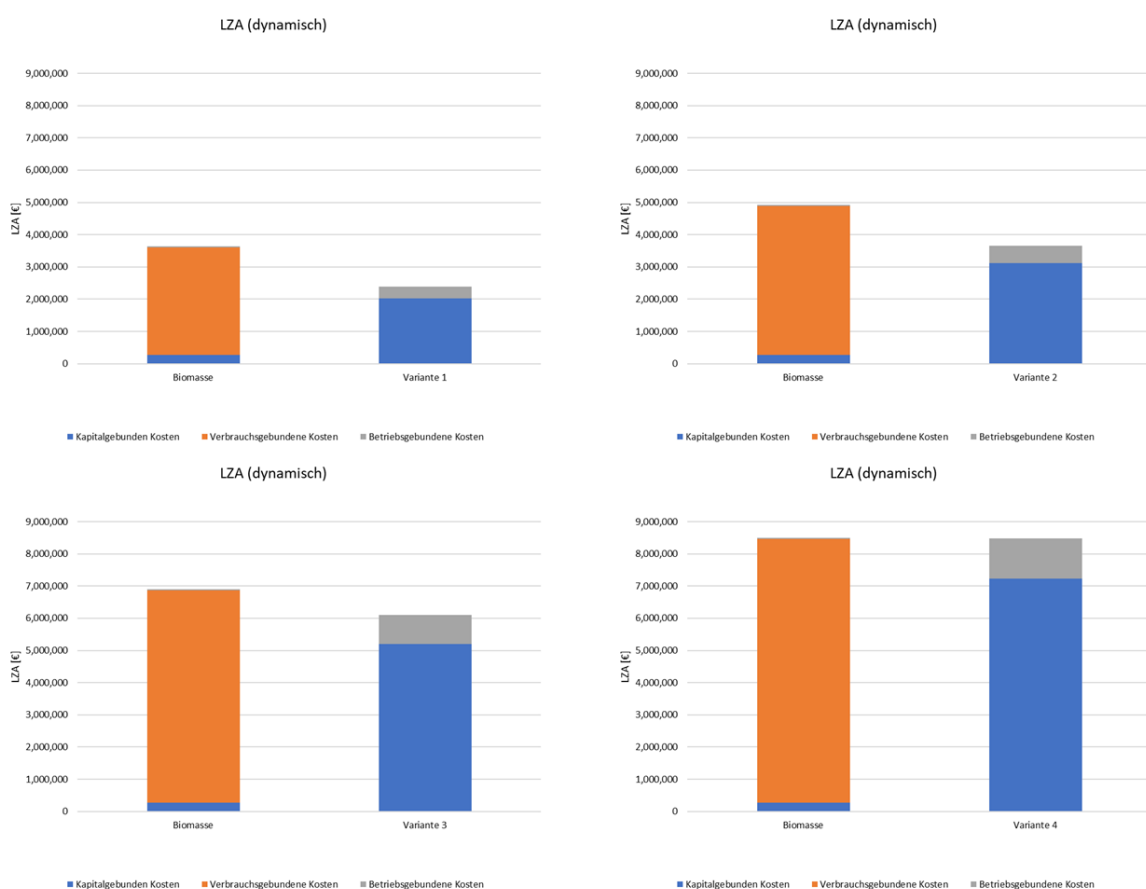 LZA (dynamisch)
9,000,000
8,000,000
7,000,000
6,000,000
5,000,000
4,000,000
3,000,000
2,000,000
1,000,000
0
LZA [€]
Biomasse Variante 1
Kapitalgebunden Kosten Verbrauchsgebundene Kosten Betriebsgebundene Kosten
LZA (dynamisch)
9,000,000
8,000,000
7,000,000
6,000,000
5,000,000
4,000,000
3,000,000
2,000,000
1,000,000
0
LZA [€]
Biomasse Variante 2
Kapitalgebunden Kosten Verbrauchsgebundene Kosten Betriebsgebundene Kosten
LZA (dynamisch)
9,000,000
8,000,000
7,000,000
6,000,000
5,000,000
4,000,000
3,000,000
2,000,000
1,000,000
0
LZA [€]
Biomasse Variante 3
Kapitalgebunden Kosten Verbrauchsgebundene Kosten Betriebsgebundene Kosten
LZA (dynamisch)
9,000,000
8,000,000
7,000,000
6,000,000
5,000,000
4,000,000
3,000,000
2,000,000
1,000,000
0
LZA [€]
Biomasse Variante 4
Kapitalgebunden Kosten Verbrauchsgebundene Kosten Betriebsgebundene Kosten